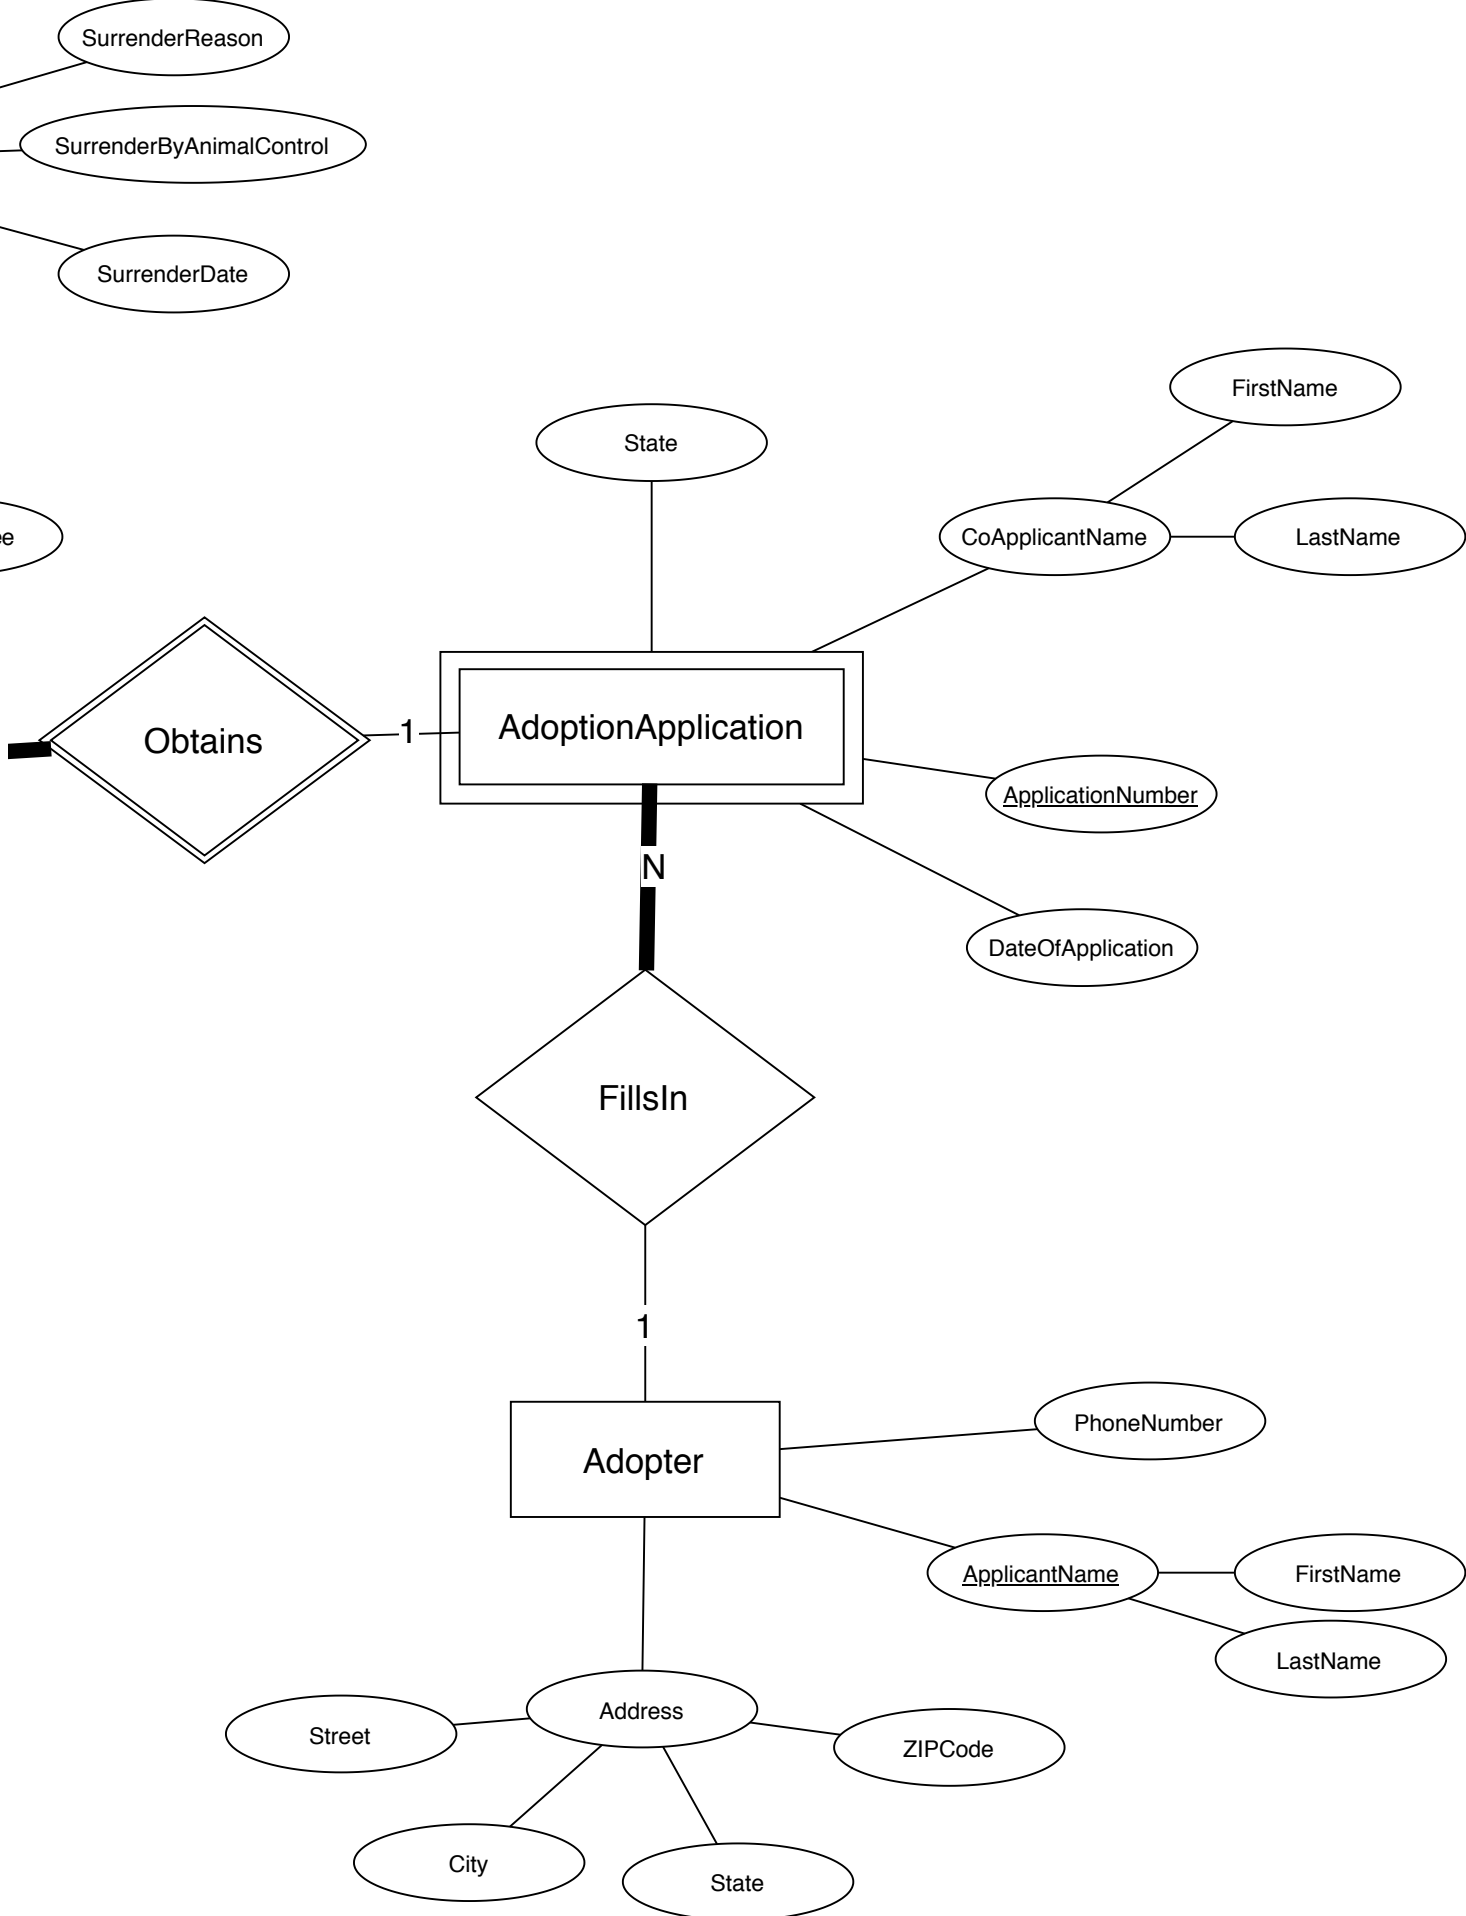 SurrenderReason
SurrenderByAnimalControl
SurrenderDate
FirstName
State
CoApplicantName
LastName
ee
Obtains
1
AdoptionApplication
ApplicationNumber
N
DateOfApplication
FillsIn
1
Adopter
PhoneNumber
ApplicantName
FirstName
LastName
Address
Street
ZIPCode
City
State